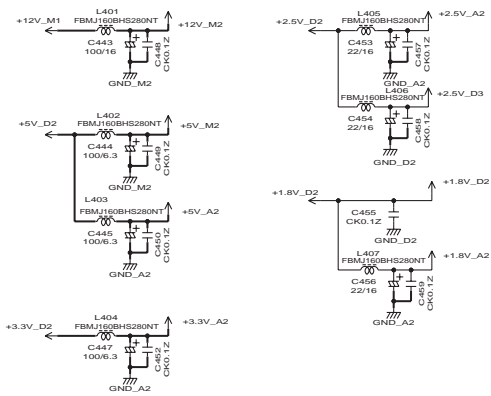 L401
+12V_M1
FBMJ160BHS280NT
+12V_M2
C443
100/16
C448
CK0.1Z
GND_M2
L402
+5V_D2
FBMJ160BHS280NT
+5V_M2
C444
100/6.3
C449
CK0.1Z
GND_M2
L403
FBMJ160BHS280NT
+5V_A2
C445
100/6.3
C450
CK0.1Z
GND_A2
L404
+3.3V_D2
FBMJ160BHS280NT
+3.3V_A2
C447
100/6.3
C452
CK0.1Z
GND_A2
L405
+2.5V_D2
FBMJ160BHS280NT
+2.5V_A2
C453
22/16
C457
CK0.1Z
GND_A2
L406
FBMJ160BHS280NT
+2.5V_D3
C454
22/16
C458
CK0.1Z
GND_D2
+1.8V_D2
+1.8V_D2
C455
CK0.1Z
GND_D2
L407
FBMJ160BHS280NT
+1.8V_A2
C456
22/16
C459
CK0.1Z
GND_A2